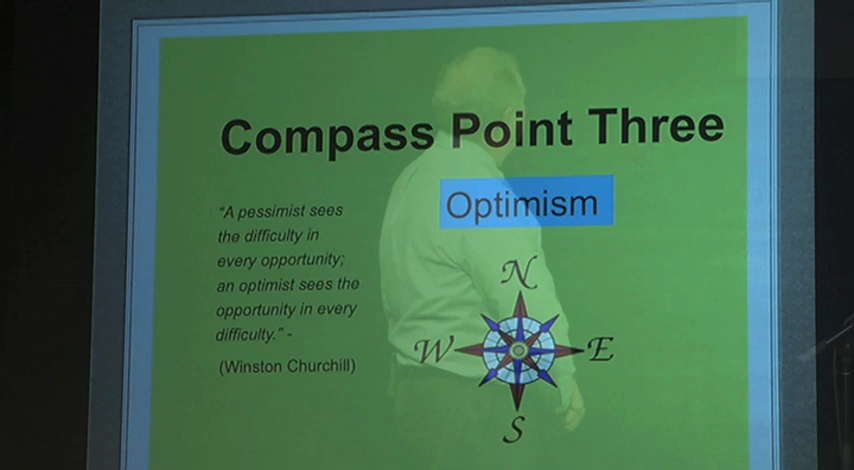 Compass Point Three
Optimism
“A pessimist sees
the difficulty in
every opportunity;
an optimist sees the
opportunity in every
difficulty.” -
(Winston Churchill)
N
W
E
S